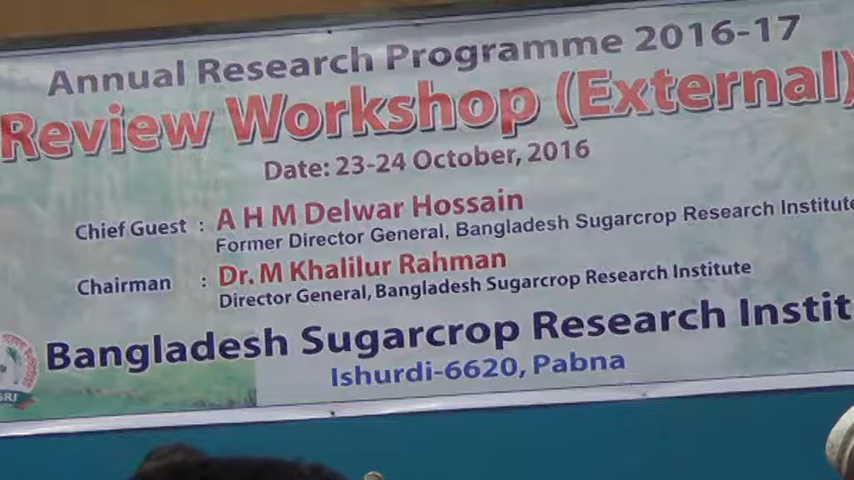 Annual Research Programme 2016-17
Review Workshop (External)
Date: 23-24 October, 2016
Chief Guest : A H M Delwar Hossain
Former Director General, Bangladesh Sugarcrop Research Institute
Chairman : Dr. M Khalilur Rahman
Director General, Bangladesh Sugarcrop Research Institute
Bangladesh Sugarcrop Research Instit
Ishurdi-6620, Pabna